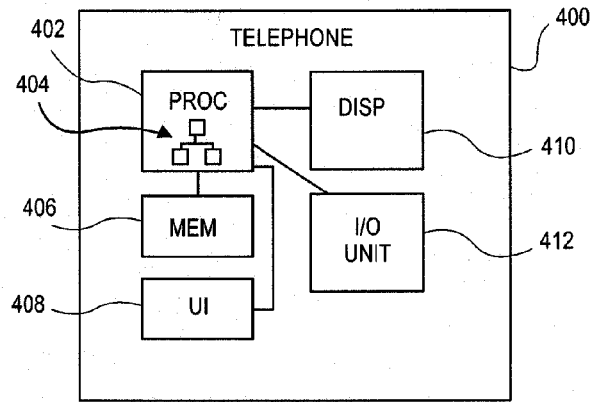 TELEPHONE
400
402
PROC
404
DISP
410
406
MEM
I/O
UNIT
412
408
UI